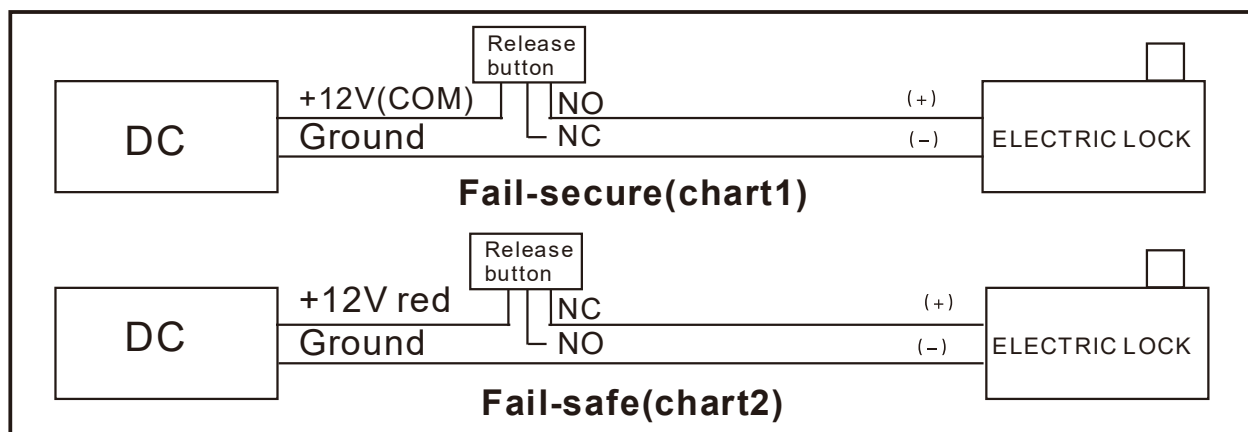 Release
button
+12V(COM)
NO
(+)
DC
Ground
NC
(-)
ELECTRIC LOCK
Fail-secure(chart1)
Release
button
+12V red
NC
(+)
DC
Ground
NO
(-)
ELECTRIC LOCK
Fail-safe(chart2)